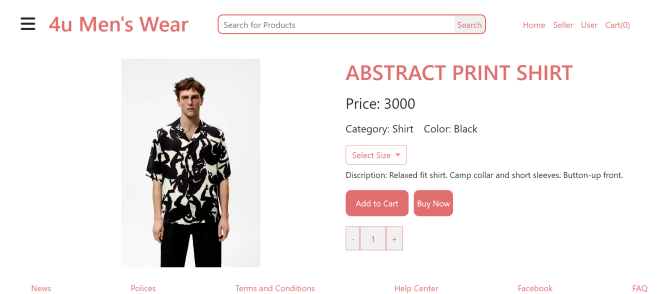 4u Men's Wear
Search for Products
Search
Home Seller User Cart(0)
ABSTRACT PRINT SHIRT
Price: 3000
Category: Shirt Color: Black
Select Size
Discription: Relaxed fit shirt. Camp collar and short sleeves. Button-up front.
Add to Cart Buy Now
- 1 +
News Polices Terms and Conditions Help Center Facebook FAQ